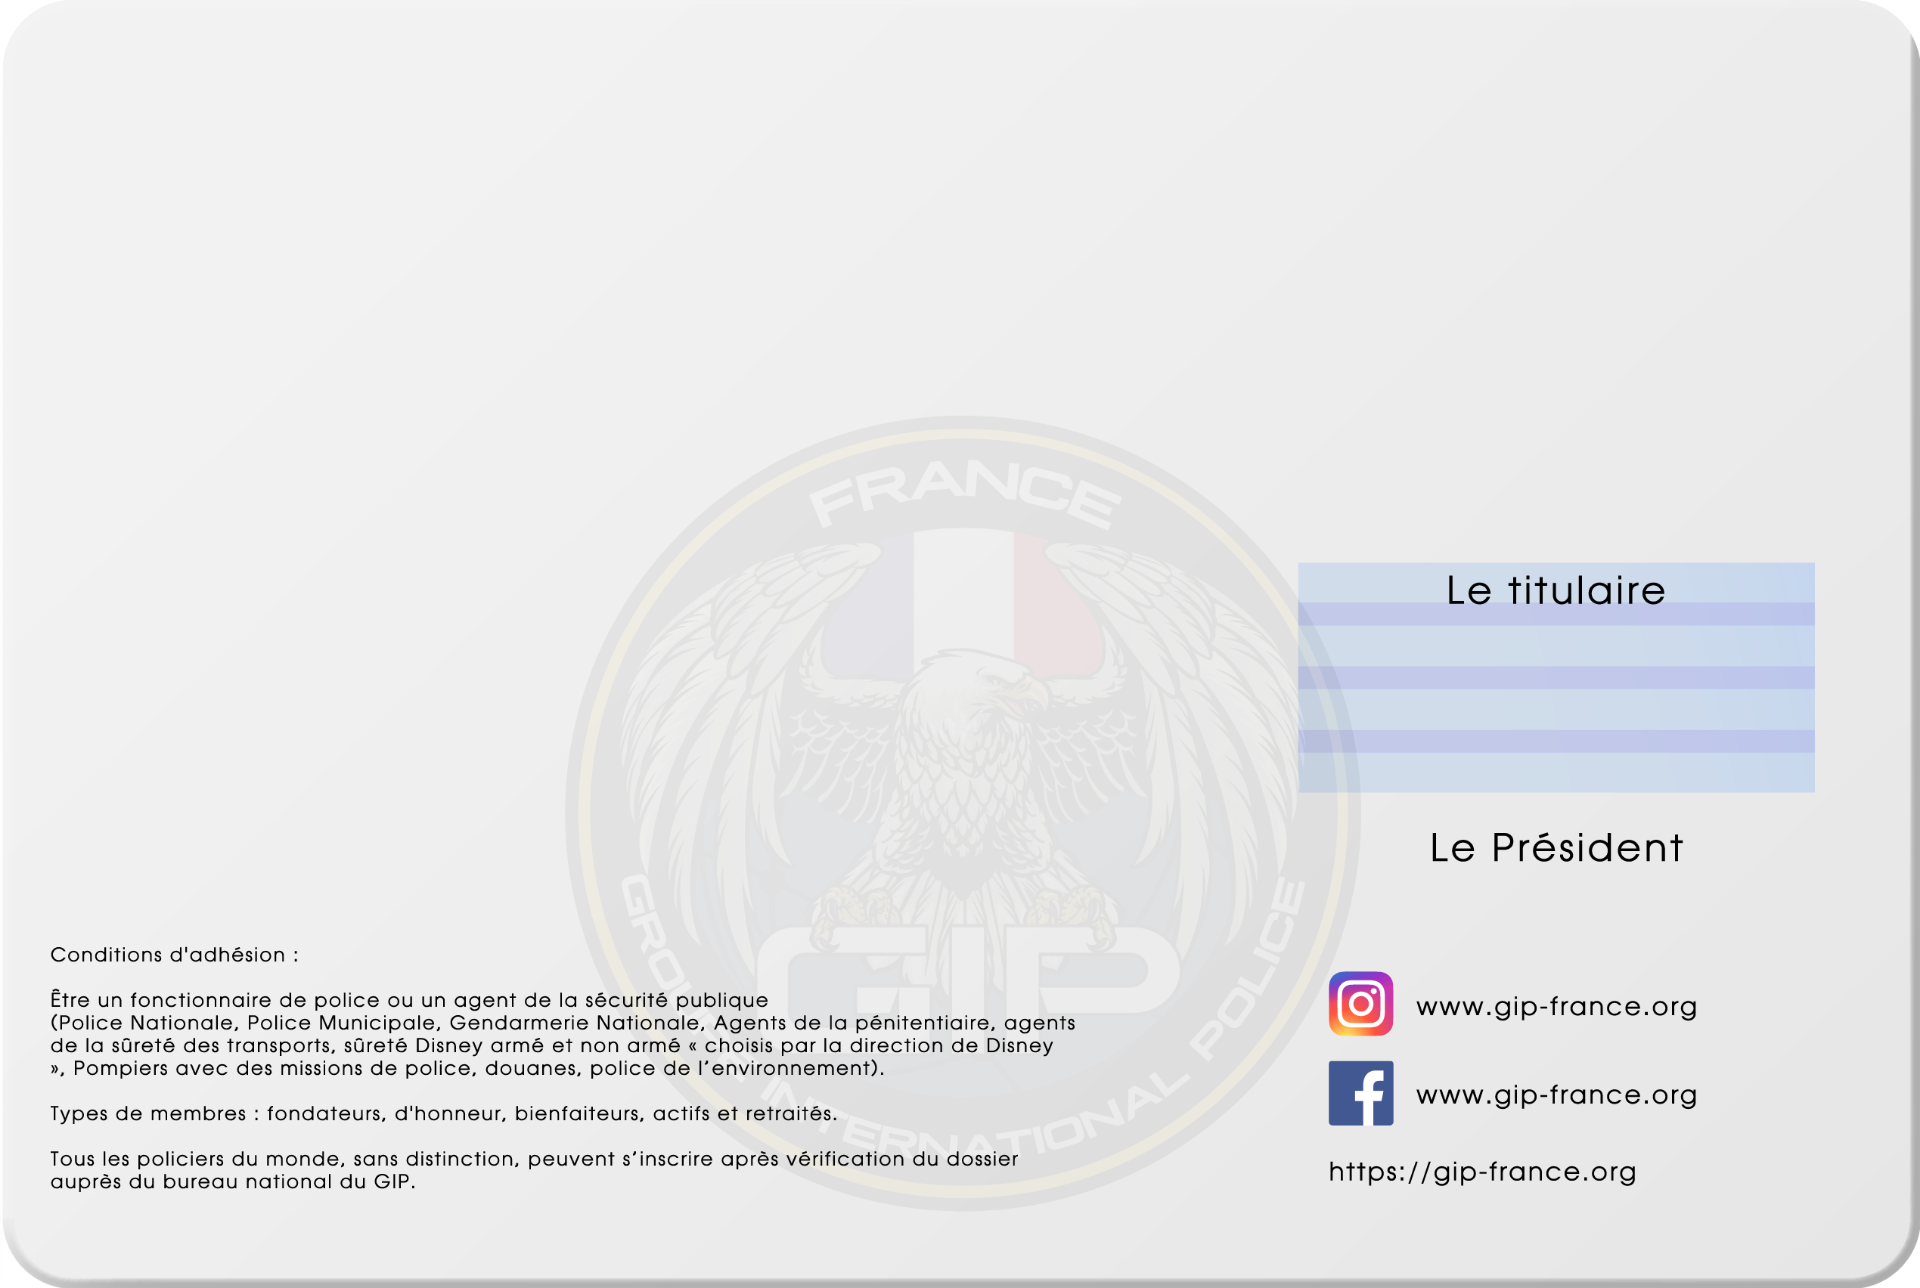 FRANCE
GROUPE INTERNATIONAL POLICE
GIP
Le titulaire
Le Président
Conditions d'adhésion :
Être un fonctionnaire de police ou un agent de la sécurité publique
(Police Nationale, Police Municipale, Gendarmerie Nationale, Agents de la pénitentiaire, agents
de la sûreté des transports, sûreté Disney armé et non armé « choisis par la direction de Disney
», Pompiers avec des missions de police, douanes, police de l’environnement).
Types de membres : fondateurs, d'honneur, bienfaiteurs, actifs et retraités.
Tous les policiers du monde, sans distinction, peuvent s’inscrire après vérification du dossier
auprès du bureau national du GIP.
www.gip-france.org
www.gip-france.org
https://gip-france.org